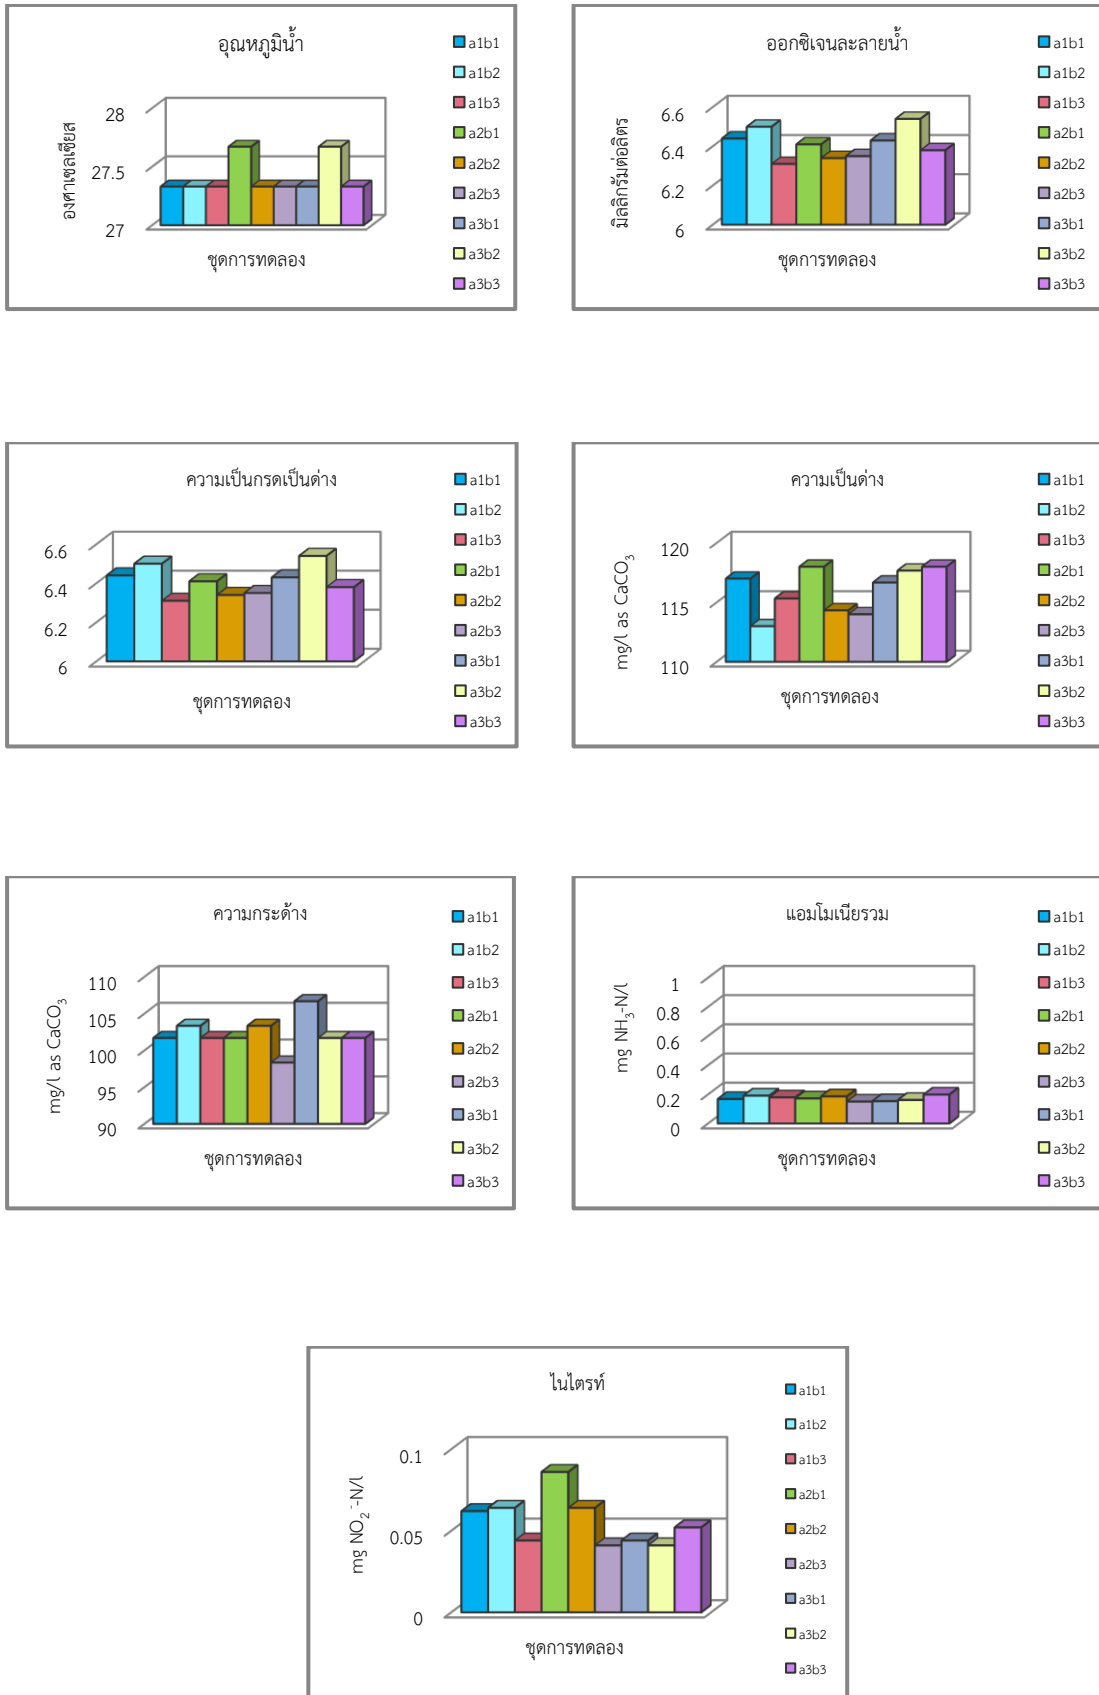 อุณหภูมิน้ำ
องศาเซลเซียส
28
27.5
27
ชุดการทดลอง
a1b1
a1b2
a1b3
a2b1
a2b2
a2b3
a3b1
a3b2
a3b3
ออกซิเจนละลายน้ำ
มิลลิกรัมต่อลิตร
6.6
6.4
6.2
6
ชุดการทดลอง
a1b1
a1b2
a1b3
a2b1
a2b2
a2b3
a3b1
a3b2
a3b3
ความเป็นกรดเป็นด่าง
6.6
6.4
6.2
6
ชุดการทดลอง
a1b1
a1b2
a1b3
a2b1
a2b2
a2b3
a3b1
a3b2
a3b3
ความเป็นด่าง
mg/l as CaCO₃
120
115
110
ชุดการทดลอง
a1b1
a1b2
a1b3
a2b1
a2b2
a2b3
a3b1
a3b2
a3b3
ความกระด้าง
mg/l as CaCO₃
110
105
100
95
90
ชุดการทดลอง
a1b1
a1b2
a1b3
a2b1
a2b2
a2b3
a3b1
a3b2
a3b3
แอมโมเนียรวม
mg NH₃-N/l
1
0.8
0.6
0.4
0.2
0
ชุดการทดลอง
a1b1
a1b2
a1b3
a2b1
a2b2
a2b3
a3b1
a3b2
a3b3
ไนไตรท์
mg NO₂⁻-N/l
0.1
0.05
0
ชุดการทดลอง
a1b1
a1b2
a1b3
a2b1
a2b2
a2b3
a3b1
a3b2
a3b3